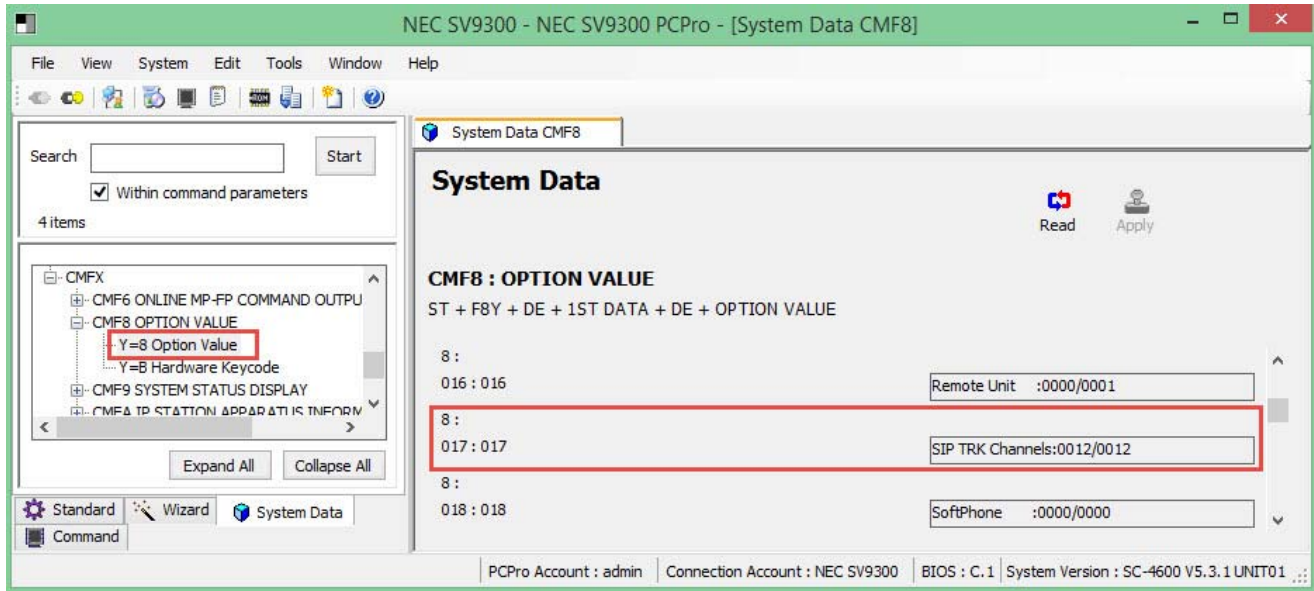 NEC SV9300 - NEC SV9300 PCPro - [System Data CMF8]
File View System Edit Tools Window Help
Search
Start
Within command parameters
4 items
CMFX
CMF6 ONLINE MP-FP COMMAND OUTPU
CMF8 OPTION VALUE
Y=8 Option Value
Y=B Hardware Keycode
CMF9 SYSTEM STATUS DISPLAY
CMEA IP STATION APPARATUS INFORM
Expand All Collapse All
Standard Wizard System Data
Command
System Data CMF8
System Data
Read Apply
CMF8 : OPTION VALUE
ST + F8Y + DE + 1ST DATA + DE + OPTION VALUE
8 :
016 : 016 Remote Unit :0000/0001
8 :
017 : 017 SIP TRK Channels:0012/0012
8 :
018 : 018 SoftPhone :0000/0000
PCPro Account : admin Connection Account : NEC SV9300 BIOS : C.1 System Version : SC-4600 V5.3.1 UNIT01